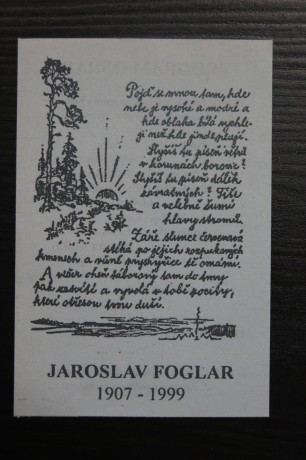 Pojď se mnou tam, kde
nebe je vysoké a modré a
kde oblaka bílá rychle-
ji než kde jinde plují.
Slyšíš tu píseň větrů
v korunách borovic?
Slyšíš tu píseň dálek
závratných? Tiše
a velebně šumí
hlavy stromů.
Záře slunce červenavá
stéká po jejich rozpukaných
kmenech a vůně pryskyřice tě omámí.
A večer oheň táborový tam do tmy
pak zasvítí a vyvolá v tobě pocity,
které otřesou tvou duší.
JAROSLAV FOGLAR
1907 - 1999